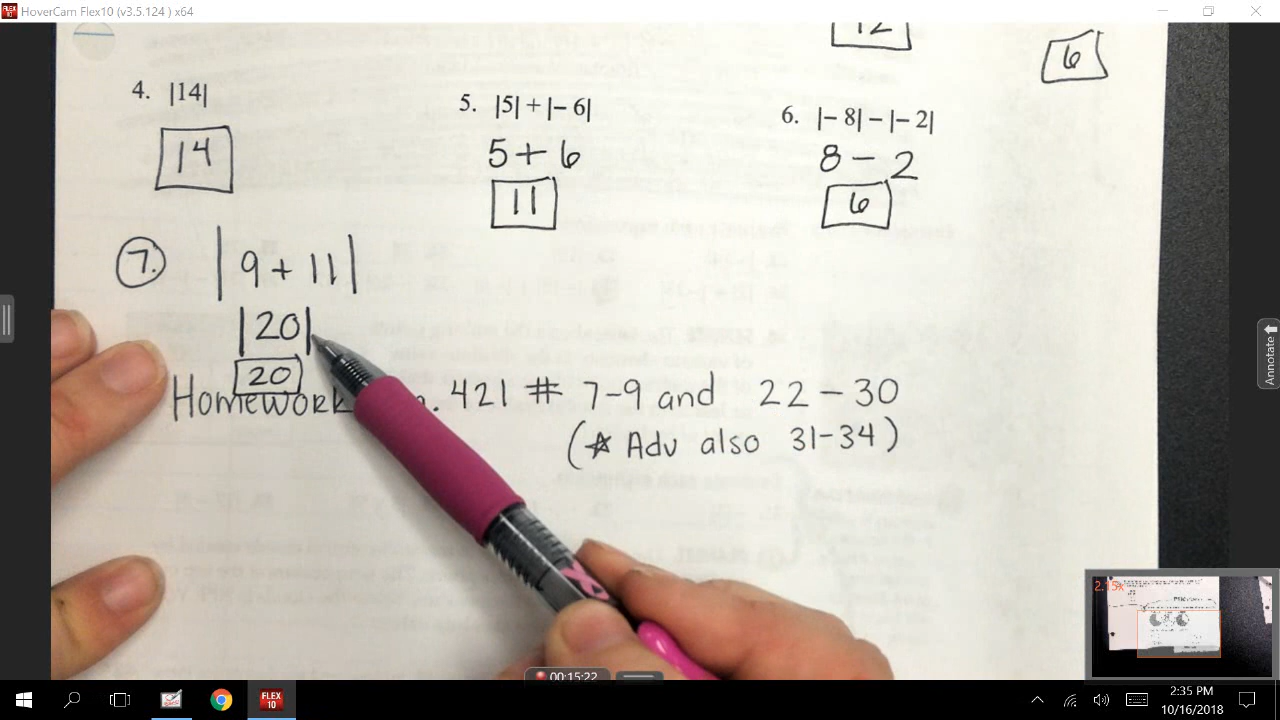 HoverCam Flex10 (v3.5.124 ) x64
12
6
4. |14|
14
5. |5| + |– 6|
5 + 6
11
6. |– 8| – |– 2|
8 – 2
6
7. | 9 + 11 |
|20|
20
Homework . 421 # 7-9 and 22 – 30
(☆ Adv also 31-34 )
Annotate
2.15x
00:15:22
FLEX 10
2:35 PM
10/16/2018